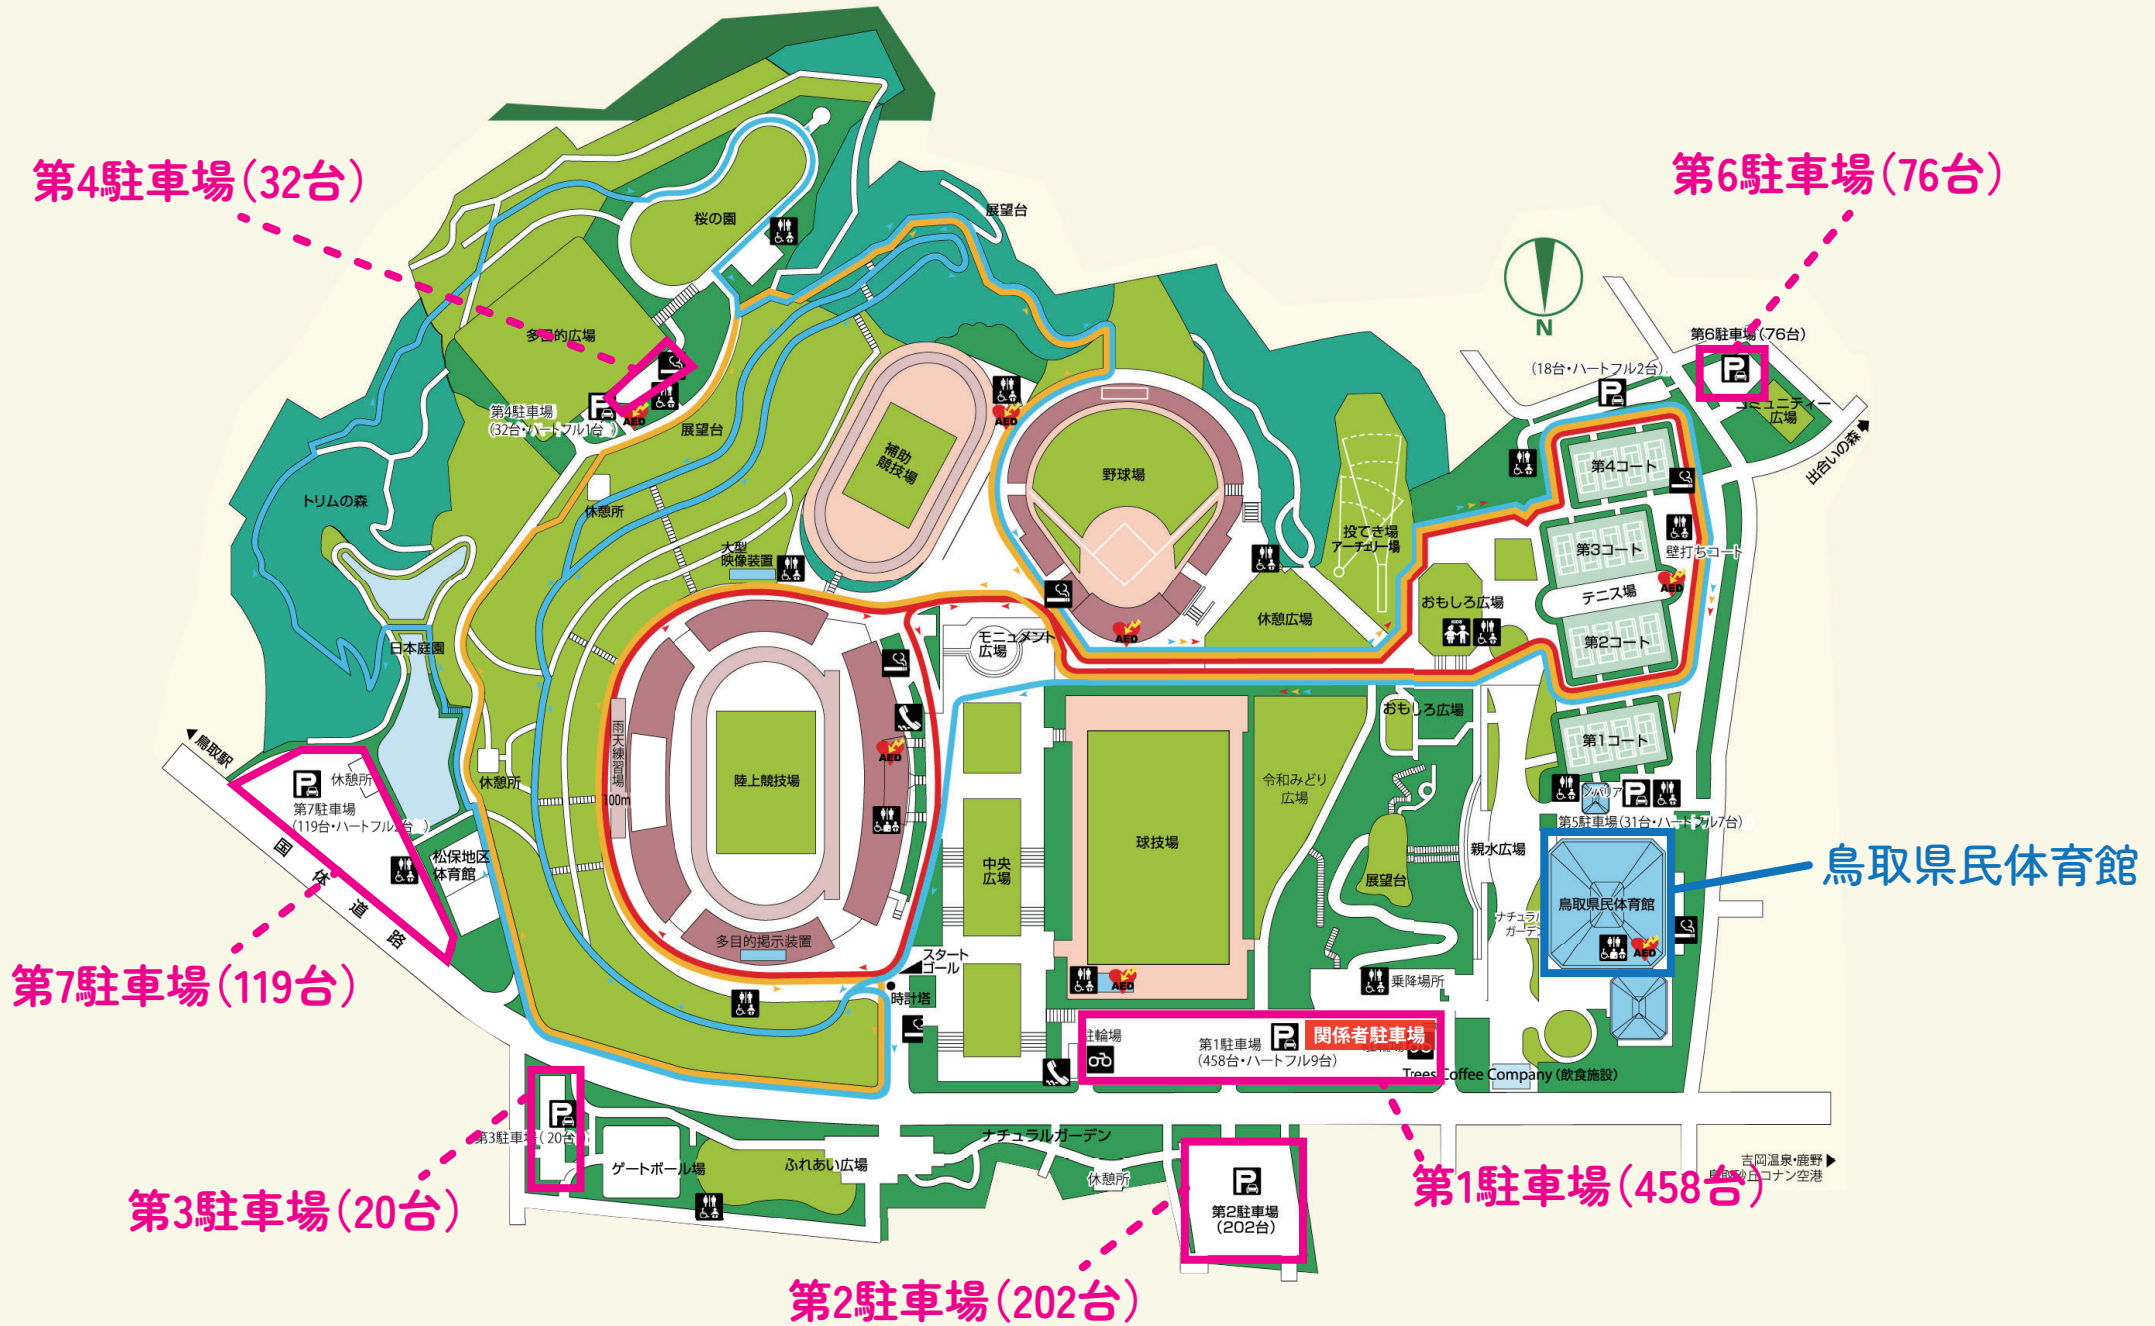 第4駐車場(32台)
第6駐車場(76台)
展望台
桜の園
多目的広場
N
第6駐車場(76台)
(18台・ハートフル2台)
コミュニティー
広場
出合いの森
第4駐車場
(32台・ハートフル1台)
AED
展望台
補助
競技場
AED
野球場
第4コート
トリムの森
休憩所
大型
映像装置
投てき場
アーチェリー場
第3コート
壁打ちコート
テニス場
AED
おもしろ広場
KIDS
第2コート
休憩広場
AED
モニュメント
広場
日本庭園
おもしろ広場
第1コート
鳥取駅
雨天練習場
100m
陸上競技場
AED
休憩所
休憩所
第7駐車場
(119台・ハートフル2台)
令和みどり
広場
球技場
中央
広場
親水広場
展望台
第5駐車場(31台・ハートフル7台)
鳥取県民体育館
鳥取県民体育館
AED
松保地区
体育館
国体道路
多目的掲示装置
スタート
ゴール
時計塔
AED
乗降場所
第7駐車場(119台)
駐輪場
第1駐車場
(458台・ハートフル9台)
関係者駐車場
Trees Coffee Company(飲食施設)
第3駐車場(20台)
ゲートボール場
ふれあい広場
ナチュラルガーデン
休憩所
第2駐車場
(202台)
吉岡温泉・鹿野
鳥取砂丘コナン空港
第1駐車場(458台)
第3駐車場(20台)
第2駐車場(202台)